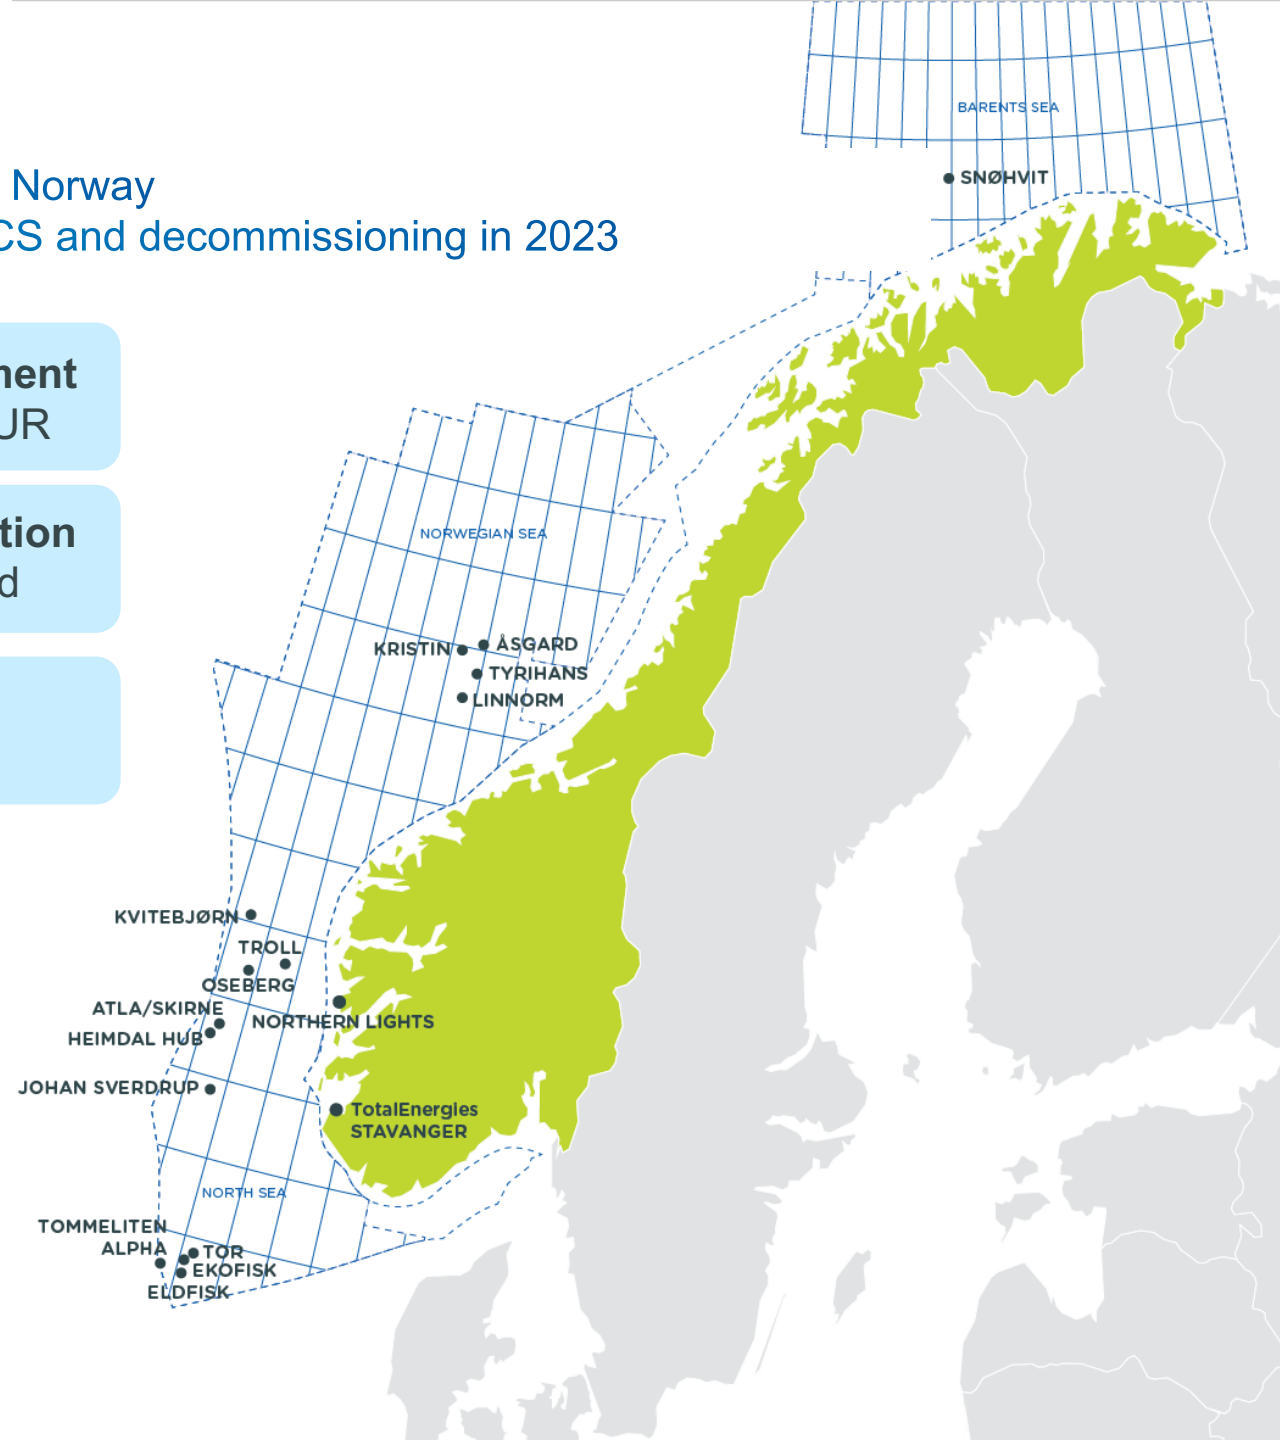 Norway
CS and decommissioning in 2023
ment
UR
tion
d
BARENTS SEA
SNØHVIT
NORWEGIAN SEA
KRISTIN
ÅSGARD
TYRIHANS
LINNORM
KVITEBJØRN
TROLL
OSEBERG
ATLA/SKIRNE
NORTHERN LIGHTS
HEIMDAL HUB
JOHAN SVERDRUP
TotalEnergies
STAVANGER
NORTH SEA
TOMMELITEN
ALPHA
TOR
EKOFISK
ELDFISK